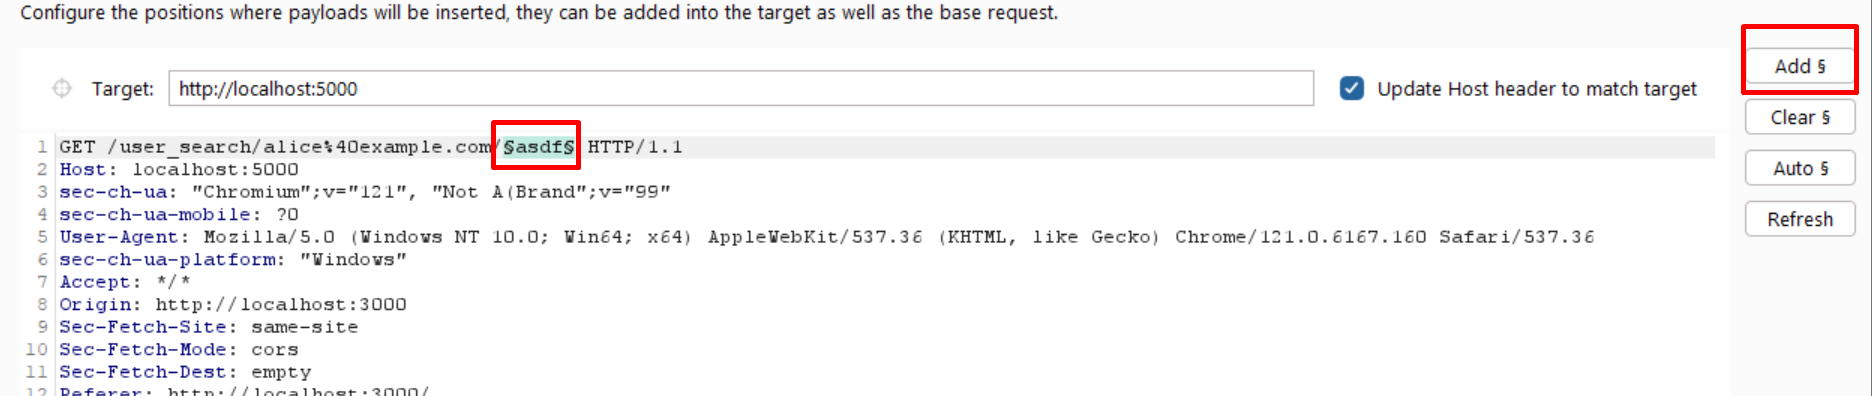 Configure the positions where payloads will be inserted, they can be added into the target as well as the base request.
Add §
Target: http://localhost:5000
Update Host header to match target
Clear §
1 GET /user_search/alice%40example.com/§asdf§ HTTP/1.1
2 Host: localhost:5000
Auto §
3 sec-ch-ua: "Chromium";v="121", "Not A(Brand";v="99"
4 sec-ch-ua-mobile: ?0
Refresh
5 User-Agent: Mozilla/5.0 (Windows NT 10.0; Win64; x64) AppleWebKit/537.36 (KHTML, like Gecko) Chrome/121.0.6167.160 Safari/537.36
6 sec-ch-ua-platform: "Windows"
7 Accept: */*
8 Origin: http://localhost:3000
9 Sec-Fetch-Site: same-site
10 Sec-Fetch-Mode: cors
11 Sec-Fetch-Dest: empty
12 Referer: http://localhost:3000/